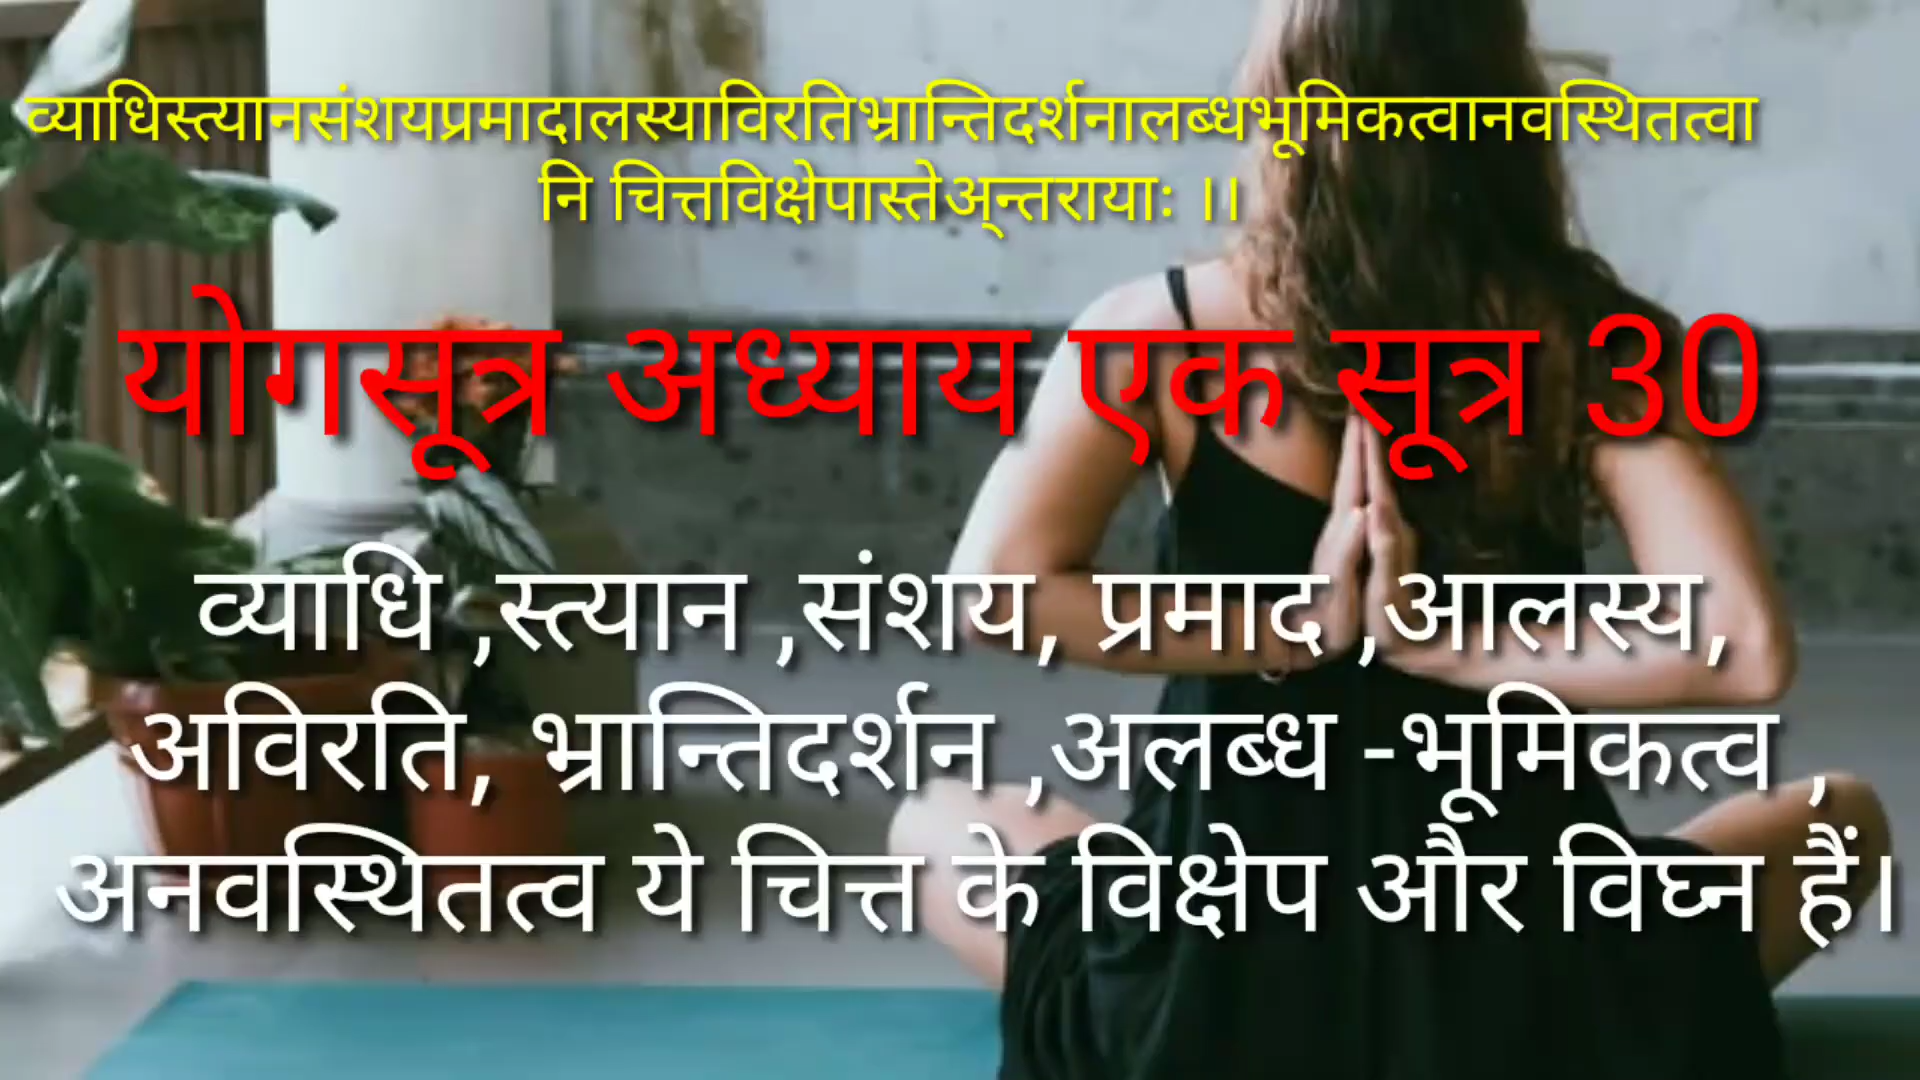 व्याधिस्त्यानसंशयप्रमादालस्याविरतिभ्रान्तिदर्शनालब्धभूमिकत्वानवस्थितत्वा
नि चित्तविक्षेपास्तेअ्न्तरायाः ।।
योगसूत्र अध्याय एक सूत्र 30
व्याधि ,स्त्यान ,संशय, प्रमाद ,आलस्य,
अविरति, भ्रान्तिदर्शन ,अलब्ध -भूमिकत्व ,
अनवस्थितत्व ये चित्त के विक्षेप और विघ्न हैं।